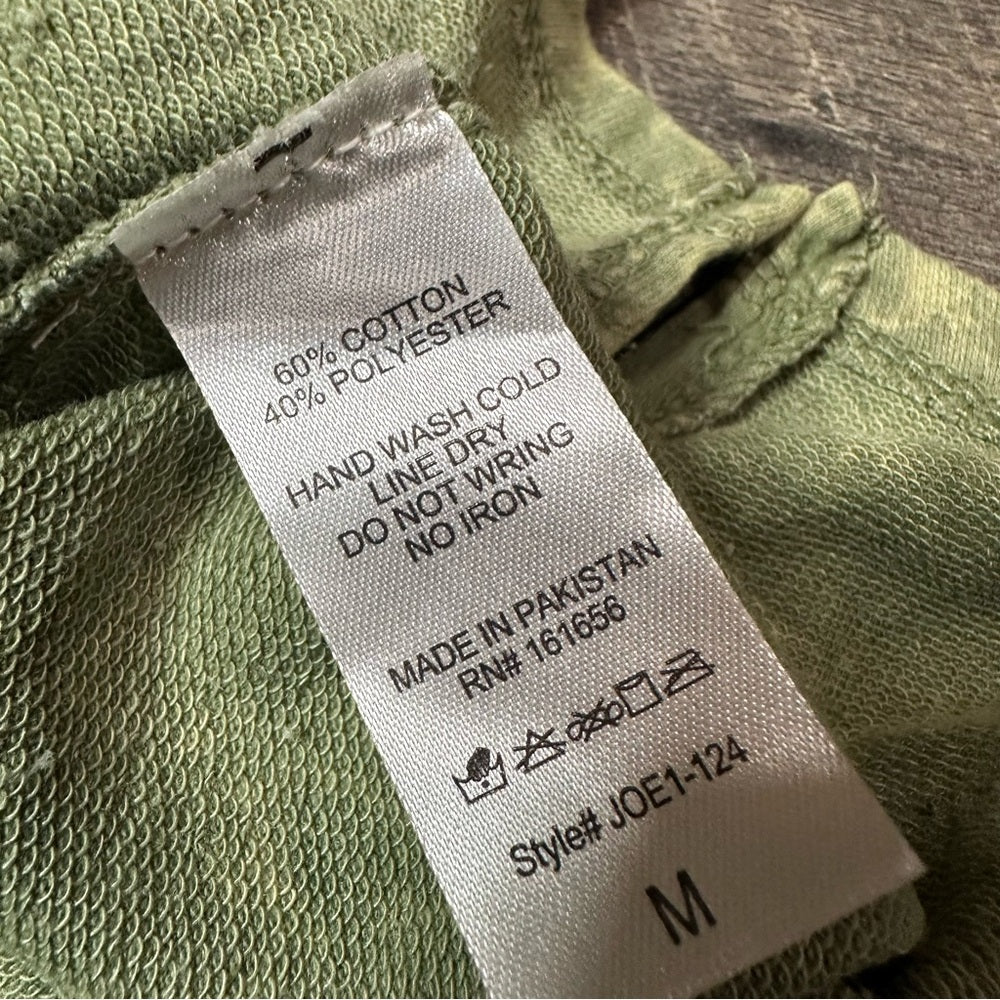 60% COTTON
40% POLYESTER
HAND WASH COLD
LINE DRY
DO NOT WRING
NO IRON
MADE IN PAKISTAN
RN# 161656
Style# JOE1-124
M